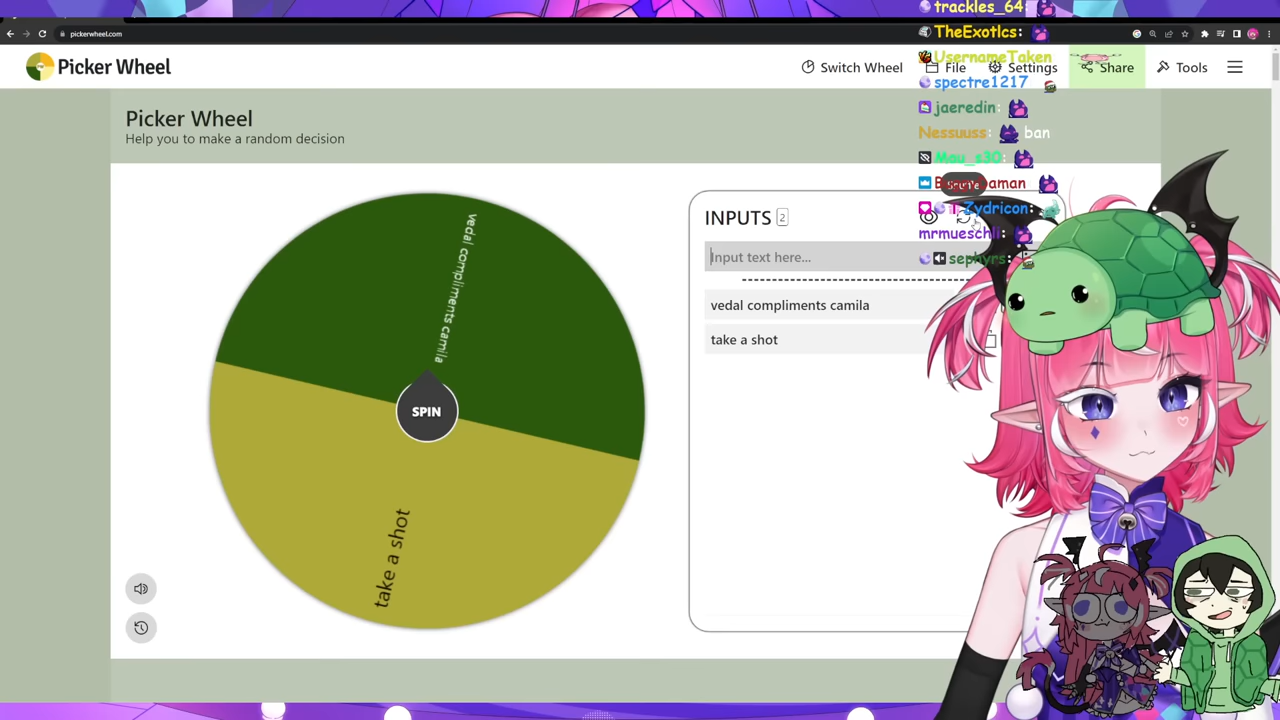 trackles_64:
pickerwheel.com
TheExotics:
Picker Wheel
Switch Wheel
File
Settings
Share
Tools
UsernameTaken
spectre1217
jaeredin:
Picker Wheel
Help you to make a random decision
Nessuuss: ban
Mau_s30:
Zydricon:
mrmueschli:
sephyrs:
INPUTS 2
Input text here...
vedal compliments camila
take a shot
vedal compliments camila
SPIN
take a shot